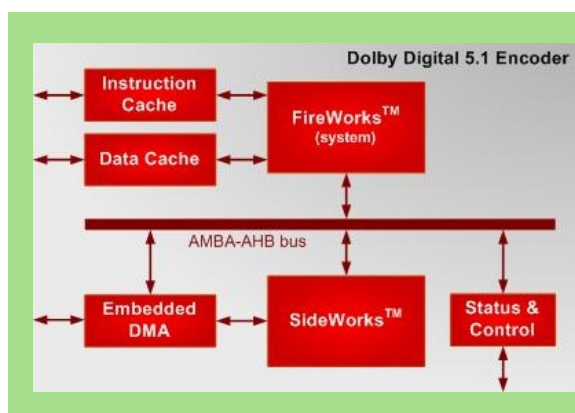 Dolby Digital 5.1 Encoder
Instruction
Cache
FireWorks™
(system)
Data Cache
AMBA-AHB bus
Embedded
DMA
SideWorks™
Status &
Control